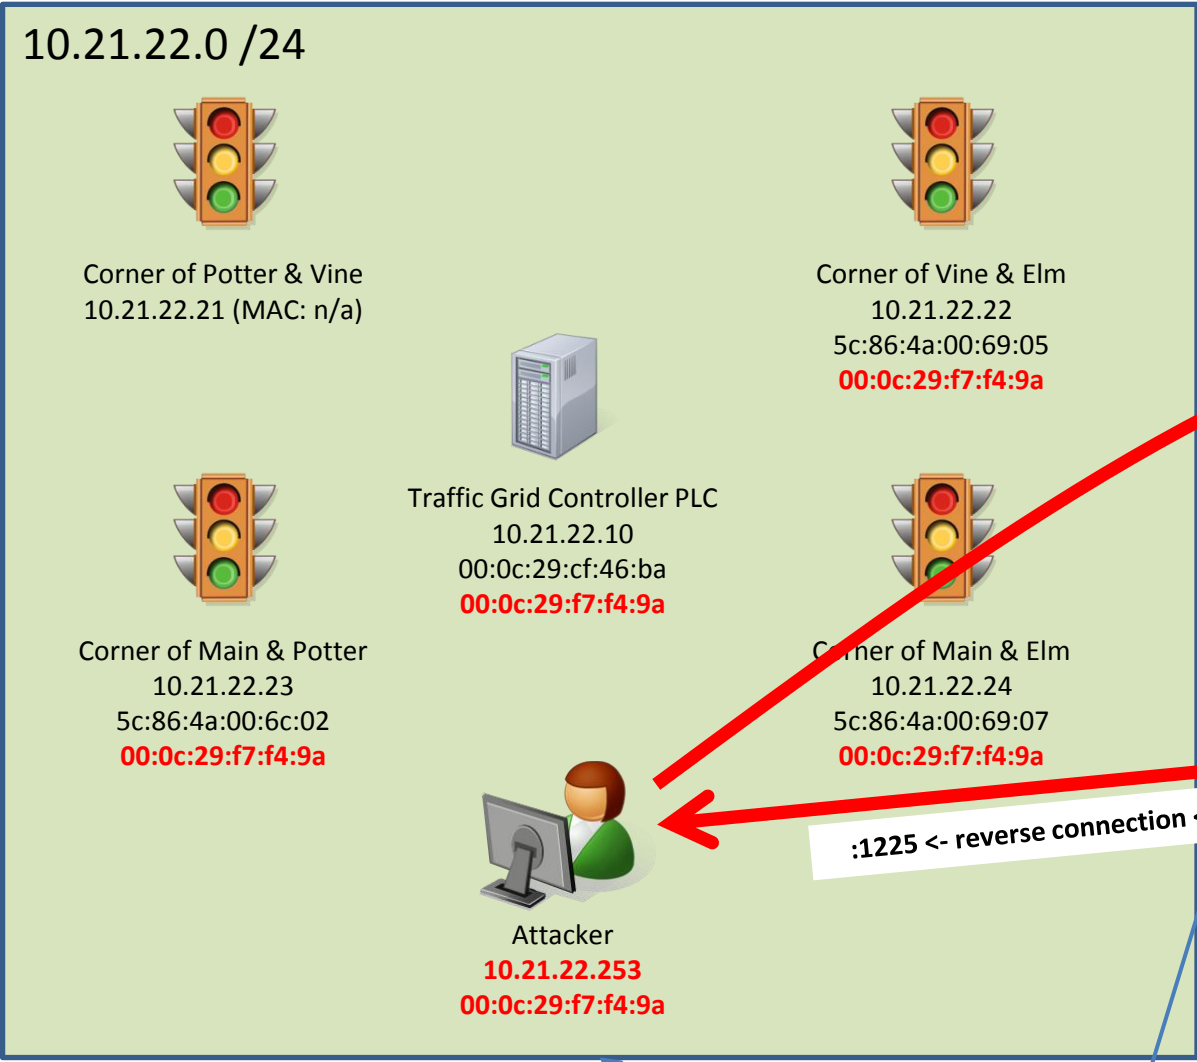 10.21.22.0 /24
Corner of Potter & Vine
10.21.22.21 (MAC: n/a)
Corner of Vine & Elm
10.21.22.22
5c:86:4a:00:69:05
00:0c:29:f7:f4:9a
Traffic Grid Controller PLC
10.21.22.10
00:0c:29:cf:46:ba
00:0c:29:f7:f4:9a
Corner of Main & Potter
10.21.22.23
5c:86:4a:00:6c:02
00:0c:29:f7:f4:9a
Corner of Main & Elm
10.21.22.24
5c:86:4a:00:69:07
00:0c:29:f7:f4:9a
:1225 <- reverse connection <
Attacker
10.21.22.253
00:0c:29:f7:f4:9a